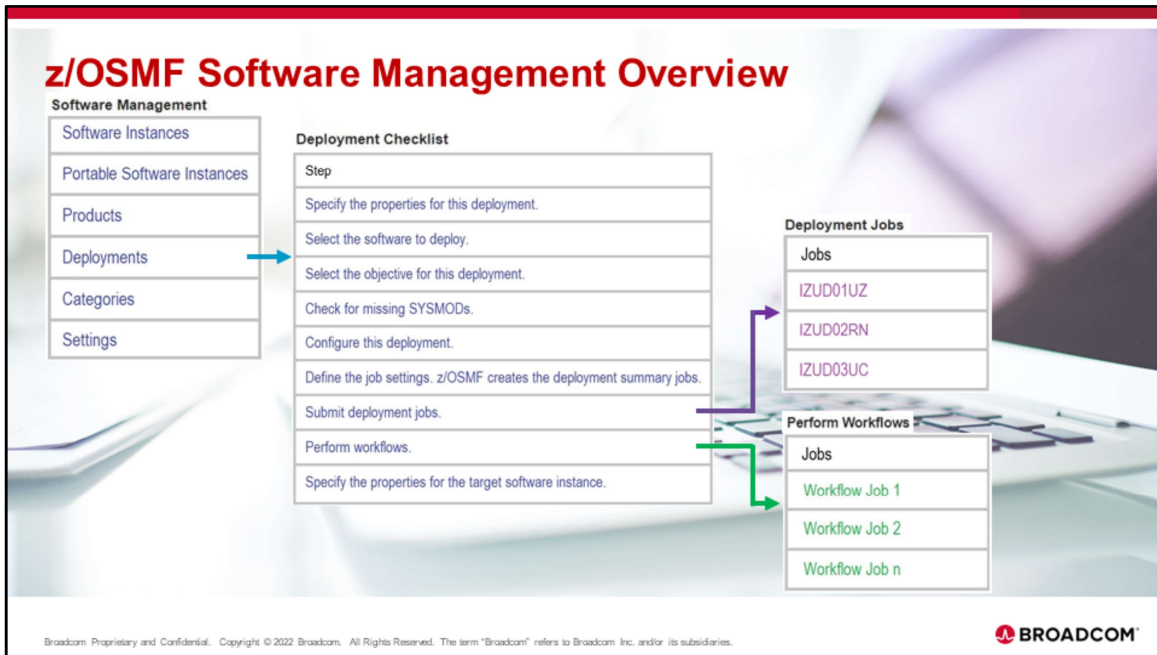 z/OSMF Software Management Overview
Software Management
Software Instances
Portable Software Instances
Products
Deployments
Categories
Settings
Deployment Checklist
Step
Specify the properties for this deployment.
Select the software to deploy.
Select the objective for this deployment.
Check for missing SYSMODs.
Configure this deployment.
Define the job settings. z/OSMF creates the deployment summary jobs.
Submit deployment jobs.
Perform workflows.
Specify the properties for the target software instance.
Deployment Jobs
Jobs
IZUD01UZ
IZUD02RN
IZUD03UC
Perform Workflows
Jobs
Workflow Job 1
Workflow Job 2
Workflow Job n
Broadcom Proprietary and Confidential. Copyright © 2022 Broadcom. All Rights Reserved. The term “Broadcom” refers to Broadcom Inc. and/or its subsidiaries.
BROADCOM